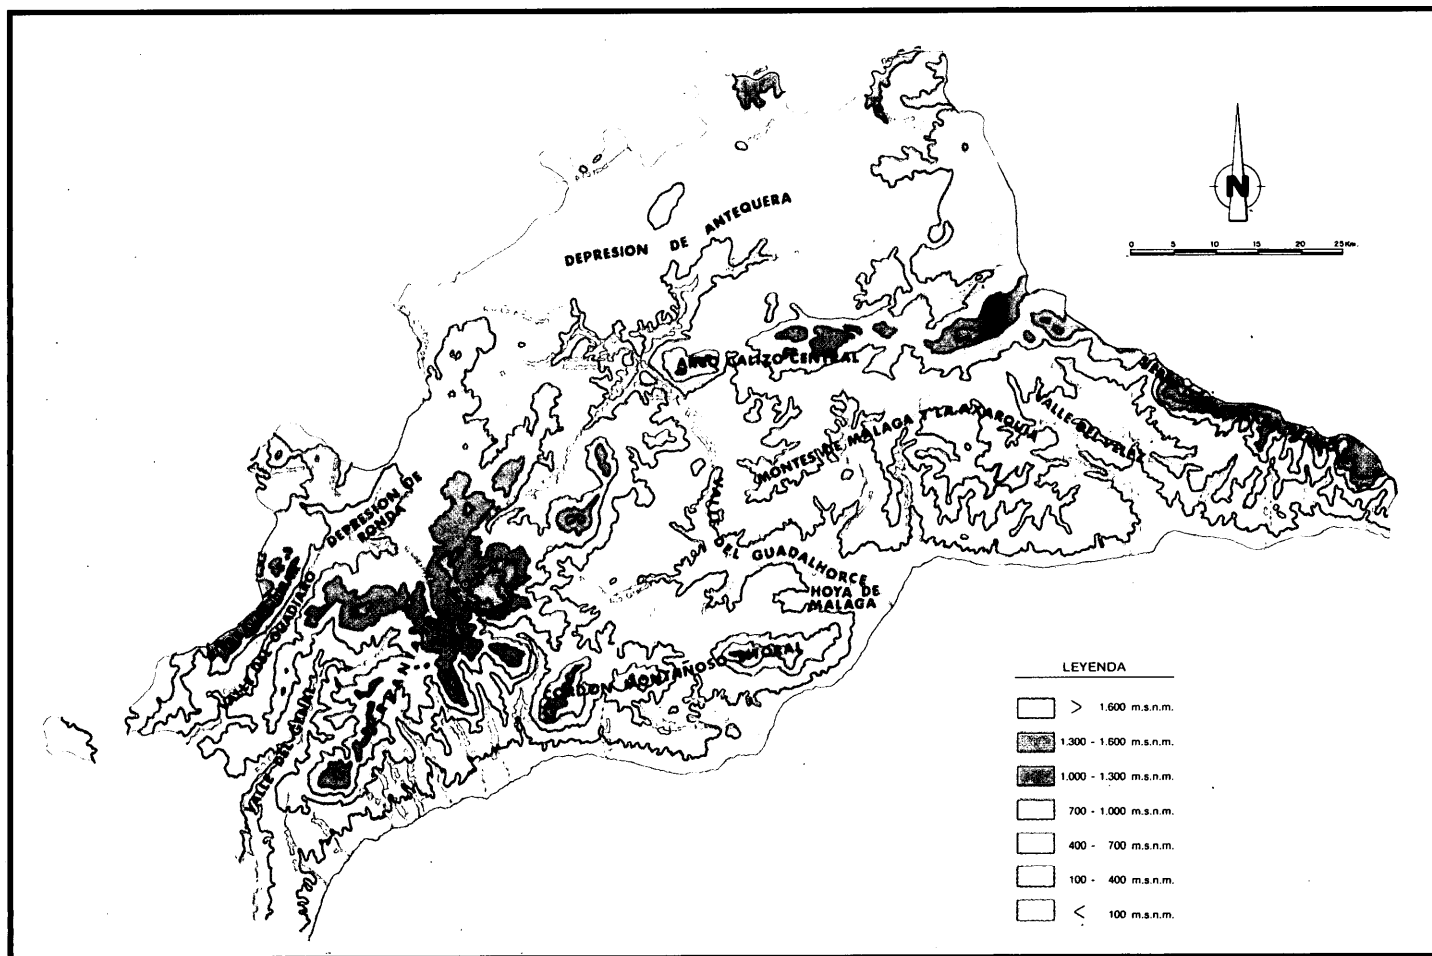 N
0 5 10 15 20 25 Km.
DEPRESION DE ANTEQUERA
ARCO CALIZO CENTRAL
MONTES DE MALAGA Y LA AXARQUIA
VALLE DEL VELEZ
DEPRESION DE
RONDA
VALLE DEL GUADALHORCE
HOYA DE
MALAGA
VALLE DEL GUADIARO
SERRANIA
CORDON MONTAÑOSO LITORAL
VALLE DEL GENAL
LEYENDA
> 1.600 m.s.n.m.
1.300 - 1.600 m.s.n.m.
1.000 - 1.300 m.s.n.m.
700 - 1.000 m.s.n.m.
400 - 700 m.s.n.m.
100 - 400 m.s.n.m.
< 100 m.s.n.m.